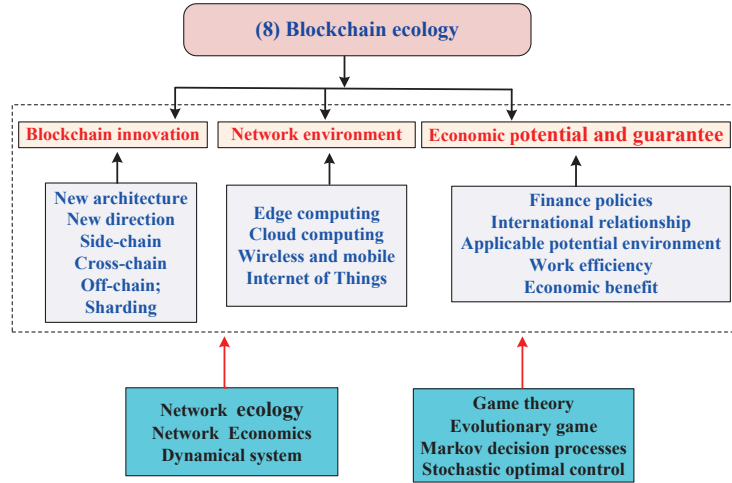 (8) Blockchain ecology
Blockchain innovation
Network environment
Economic potential and guarantee
New architecture
New direction
Side-chain
Cross-chain
Off-chain;
Sharding
Edge computing
Cloud computing
Wireless and mobile
Internet of Things
Finance policies
International relationship
Applicable potential environment
Work efficiency
Economic benefit
Network ecology
Network Economics
Dynamical system
Game theory
Evolutionary game
Markov decision processes
Stochastic optimal control